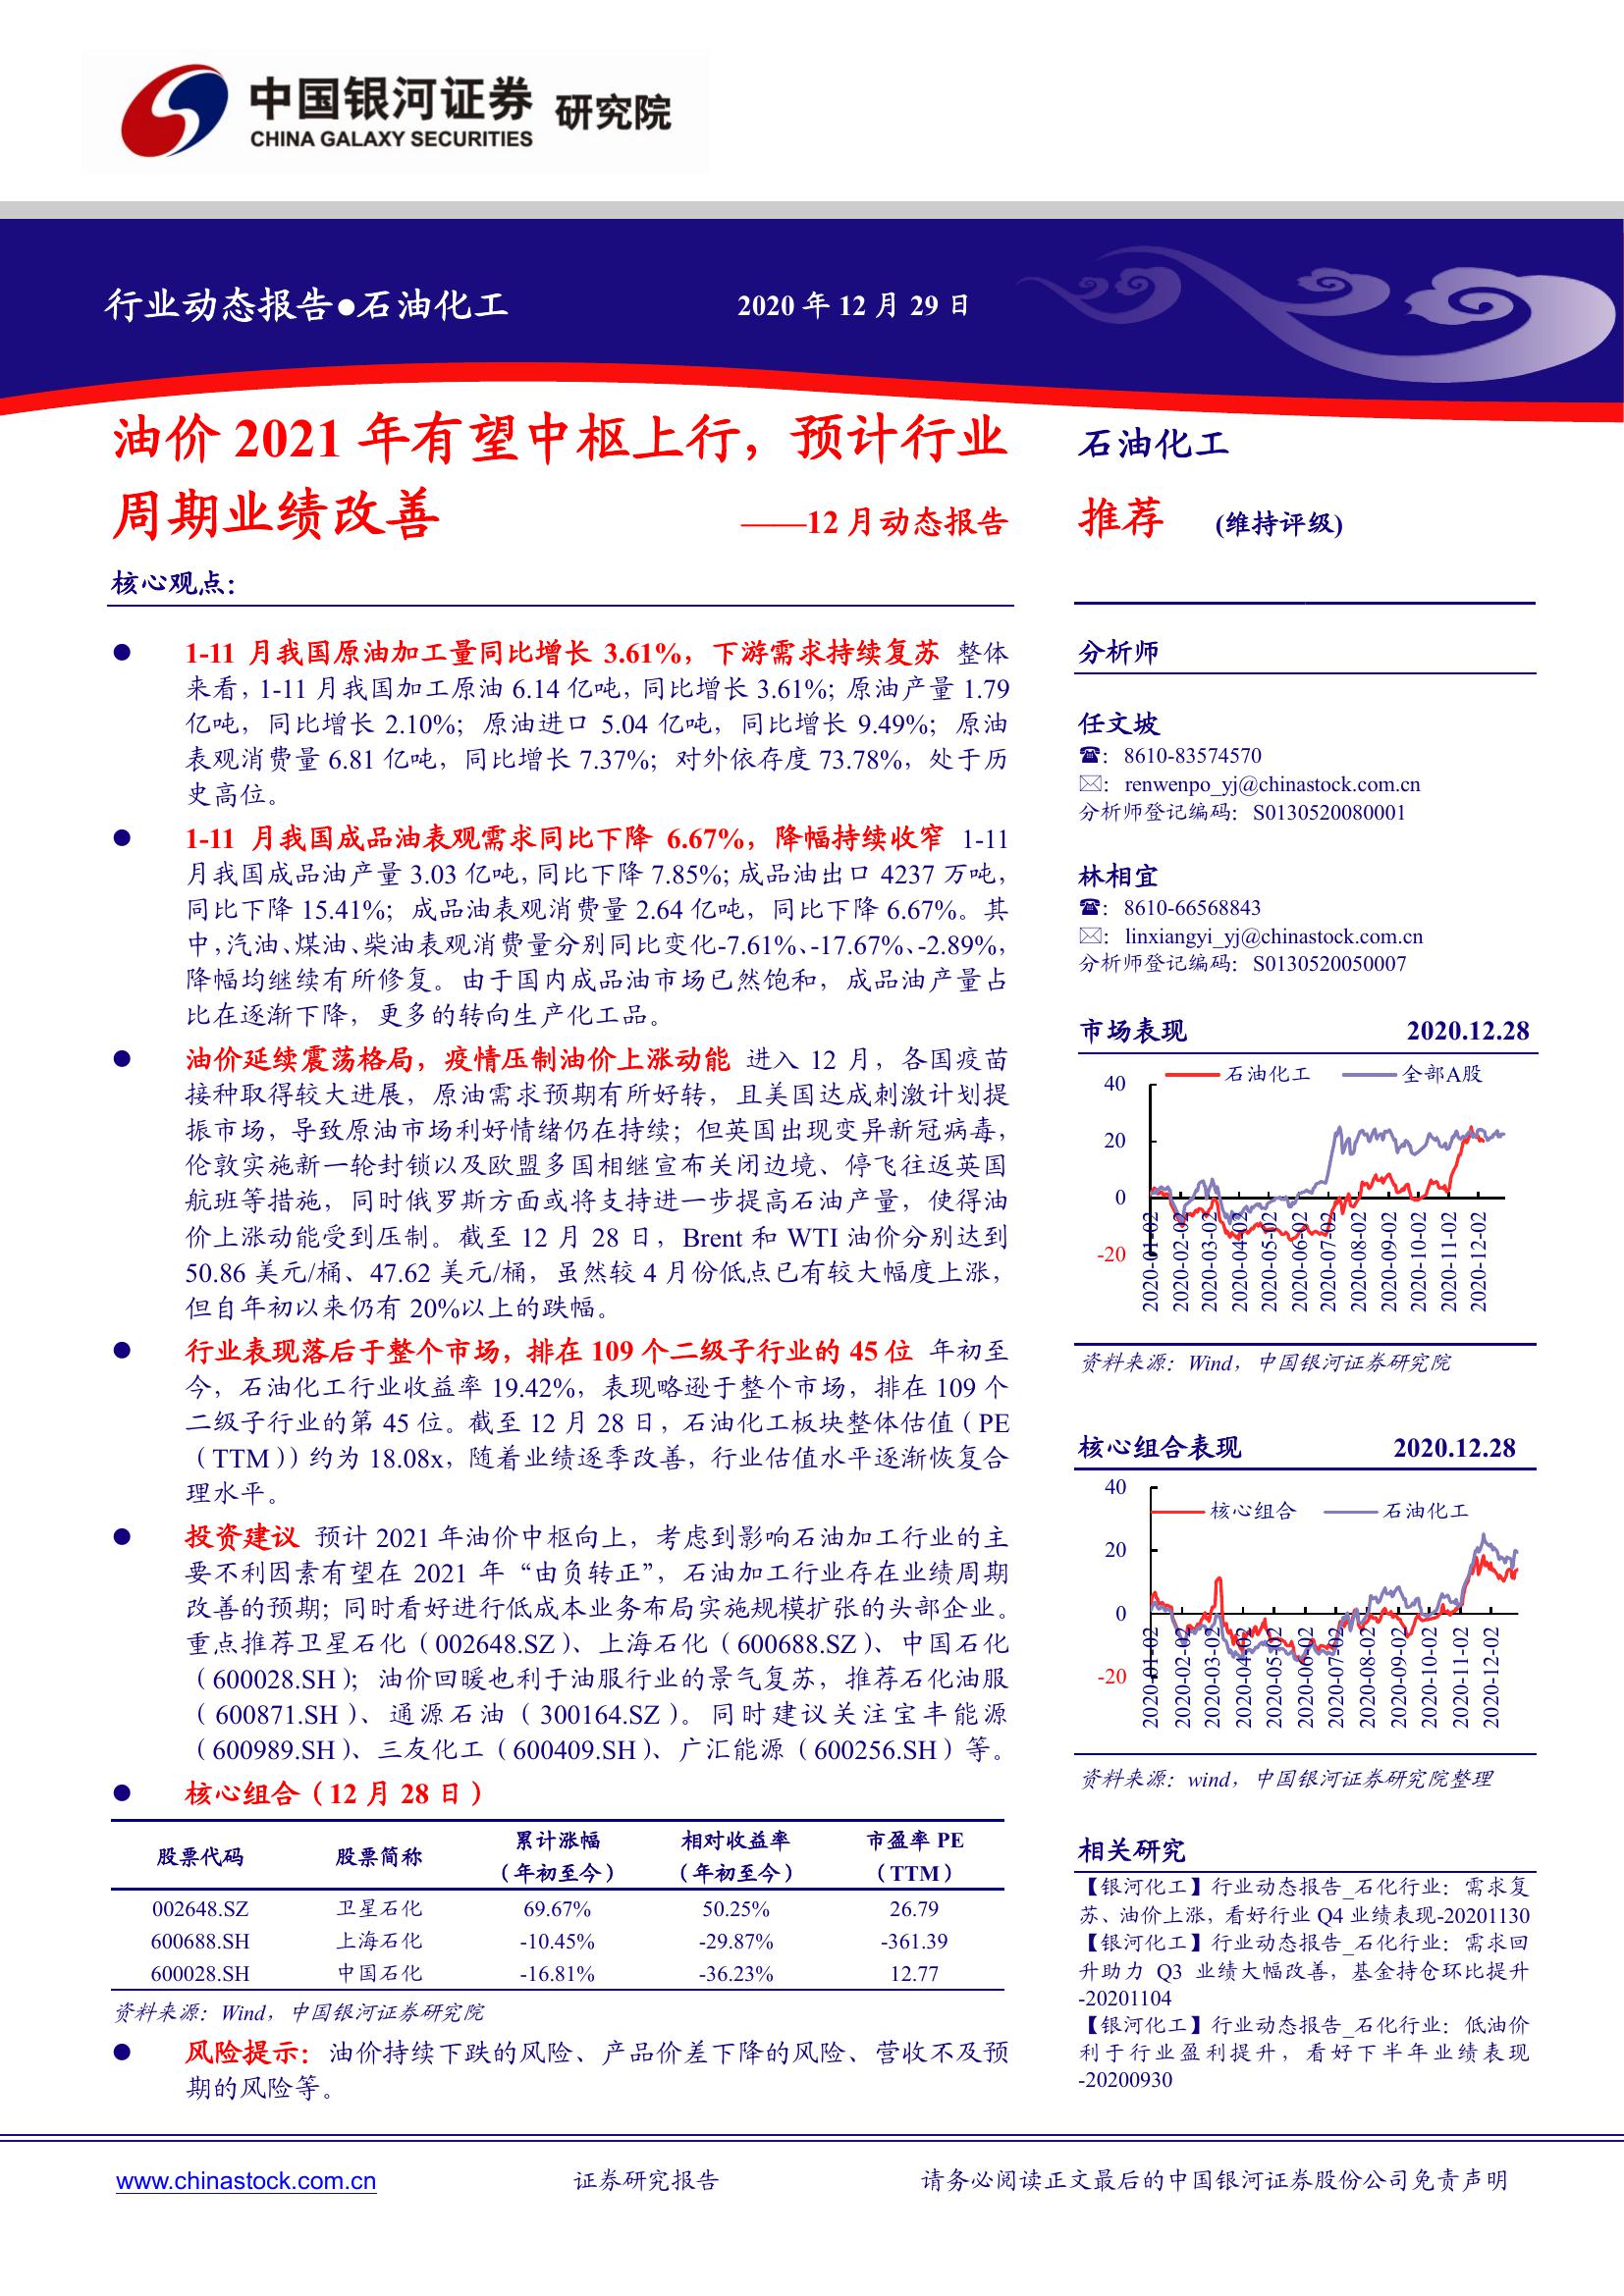 中国银河证券 研究院
CHINA GALAXY SECURITIES
行业动态报告●石油化工
2020 年 12 月 29 日
油价 2021 年有望中枢上行，预计行业
周期业绩改善
——12 月动态报告
核心观点：
● 1-11 月我国原油加工量同比增长 3.61%，下游需求持续复苏 整体
来看，1-11 月我国加工原油 6.14 亿吨，同比增长 3.61%；原油产量 1.79
亿吨，同比增长 2.10%；原油进口 5.04 亿吨，同比增长 9.49%；原油
表观消费量 6.81 亿吨，同比增长 7.37%；对外依存度 73.78%，处于历
史高位。
● 1-11 月我国成品油表观需求同比下降 6.67%，降幅持续收窄 1-11
月我国成品油产量 3.03 亿吨，同比下降 7.85%；成品油出口 4237 万吨，
同比下降 15.41%；成品油表观消费量 2.64 亿吨，同比下降 6.67%。其
中，汽油、煤油、柴油表观消费量分别同比变化-7.61%、-17.67%、-2.89%，
降幅均继续有所修复。由于国内成品油市场已然饱和，成品油产量占
比在逐渐下降，更多的转向生产化工品。
● 油价延续震荡格局，疫情压制油价上涨动能 进入 12 月，各国疫苗
接种取得较大进展，原油需求预期有所好转，且美国达成刺激计划提
振市场，导致原油市场利好情绪仍在持续；但英国出现变异新冠病毒，
伦敦实施新一轮封锁以及欧盟多国相继宣布关闭边境、停飞往返英国
航班等措施，同时俄罗斯方面或将支持进一步提高石油产量，使得油
价上涨动能受到压制。截至 12 月 28 日，Brent 和 WTI 油价分别达到
50.86 美元/桶、47.62 美元/桶，虽然较 4 月份低点已有较大幅度上涨，
但自年初以来仍有 20%以上的跌幅。
● 行业表现落后于整个市场，排在 109 个二级子行业的 45 位 年初至
今，石油化工行业收益率 19.42%，表现略逊于整个市场，排在 109 个
二级子行业的第 45 位。截至 12 月 28 日，石油化工板块整体估值（PE
（TTM））约为 18.08x，随着业绩逐季改善，行业估值水平逐渐恢复合
理水平。
● 投资建议 预计 2021 年油价中枢向上，考虑到影响石油加工行业的主
要不利因素有望在 2021 年“由负转正”，石油加工行业存在业绩周期
改善的预期；同时看好进行低成本业务布局实施规模扩张的头部企业。
重点推荐卫星石化（002648.SZ）、上海石化（600688.SZ）、中国石化
（600028.SH）；油价回暖也利于油服行业的景气复苏，推荐石化油服
（600871.SH）、通源石油（300164.SZ）。同时建议关注宝丰能源
（600989.SH）、三友化工（600409.SH）、广汇能源（600256.SH）等。
● 核心组合（12 月 28 日）
股票代码 股票简称 累计涨幅（年初至今） 相对收益率（年初至今） 市盈率 PE（TTM）
002648.SZ 卫星石化 69.67% 50.25% 26.79
600688.SH 上海石化 -10.45% -29.87% -361.39
600028.SH 中国石化 -16.81% -36.23% 12.77
资料来源：Wind，中国银河证券研究院
● 风险提示：油价持续下跌的风险、产品价差下降的风险、营收不及预
期的风险等。
石油化工
推荐 (维持评级)
分析师
任文坡
☎：8610-83574570
✉：renwenpo_yj@chinastock.com.cn
分析师登记编码：S0130520080001
林相宜
☎：8610-66568843
✉：linxiangyi_yj@chinastock.com.cn
分析师登记编码：S0130520050007
市场表现 2020.12.28
石油化工 全部A股
40
20
0
-20
2020-01-02 2020-02-02 2020-03-02 2020-04-02 2020-05-02 2020-06-02 2020-07-02 2020-08-02 2020-09-02 2020-10-02 2020-11-02 2020-12-02
资料来源：Wind，中国银河证券研究院
核心组合表现 2020.12.28
核心组合 石油化工
40
20
0
-20
2020-01-02 2020-02-02 2020-03-02 2020-04-02 2020-05-02 2020-06-02 2020-07-02 2020-08-02 2020-09-02 2020-10-02 2020-11-02 2020-12-02
资料来源：wind，中国银河证券研究院整理
相关研究
【银河化工】行业动态报告_石化行业：需求复
苏、油价上涨，看好行业 Q4 业绩表现-20201130
【银河化工】行业动态报告_石化行业：需求回
升助力 Q3 业绩大幅改善，基金持仓环比提升
-20201104
【银河化工】行业动态报告_石化行业：低油价
利于行业盈利提升，看好下半年业绩表现
-20200930
www.chinastock.com.cn
证券研究报告
请务必阅读正文最后的中国银河证券股份公司免责声明